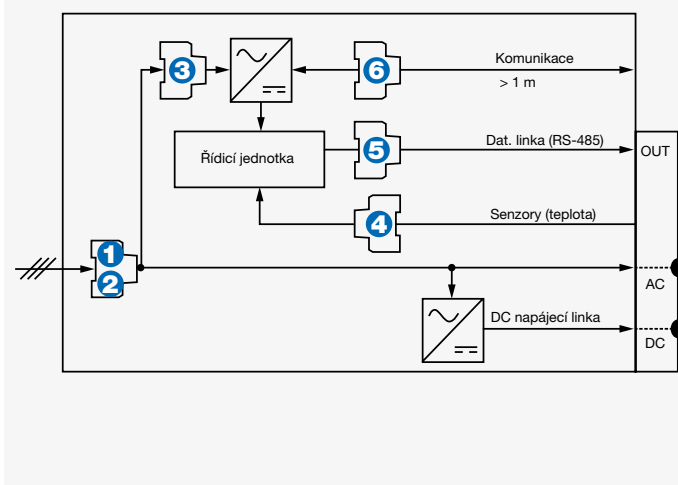 3
6
Komunikace
> 1 m
Řídicí jednotka
5
Dat. linka (RS-485)
OUT
4
Senzory (teplota)
1
2
AC
DC napájecí linka
DC